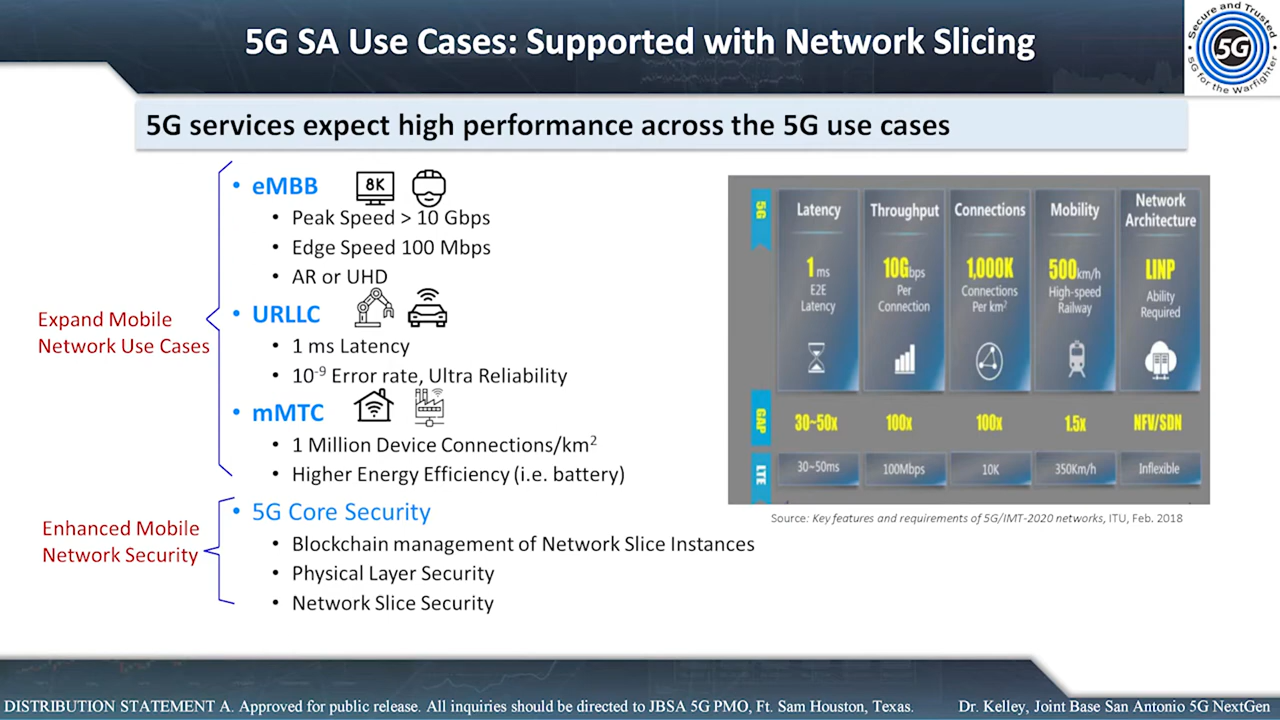 5G SA Use Cases: Supported with Network Slicing
Secure and Trusted
5G
5G for the Warfighter
5G services expect high performance across the 5G use cases
Expand Mobile
Network Use Cases
• eMBB
8K
• Peak Speed > 10 Gbps
• Edge Speed 100 Mbps
• AR or UHD
• URLLC
• 1 ms Latency
• 10⁻⁹ Error rate, Ultra Reliability
• mMTC
• 1 Million Device Connections/km²
• Higher Energy Efficiency (i.e. battery)
Enhanced Mobile
Network Security
• 5G Core Security
• Blockchain management of Network Slice Instances
• Physical Layer Security
• Network Slice Security
5G
Latency
1 ms
E2E
Latency
Throughput
10Gbps
Per
Connection
Connections
1,000K
Connections
Per km²
Mobility
500km/h
High-speed
Railway
Network
Architecture
LINP
Ability
Required
GAP
30~50x
100x
100x
1.5x
NFV/SDN
LTE
30~50ms
100Mbps
10K
350Km/h
Inflexible
Source: Key features and requirements of 5G/IMT-2020 networks, ITU, Feb. 2018
DISTRIBUTION STATEMENT A. Approved for public release. All inquiries should be directed to JBSA 5G PMO, Ft. Sam Houston, Texas.
Dr. Kelley, Joint Base San Antonio 5G NextGen